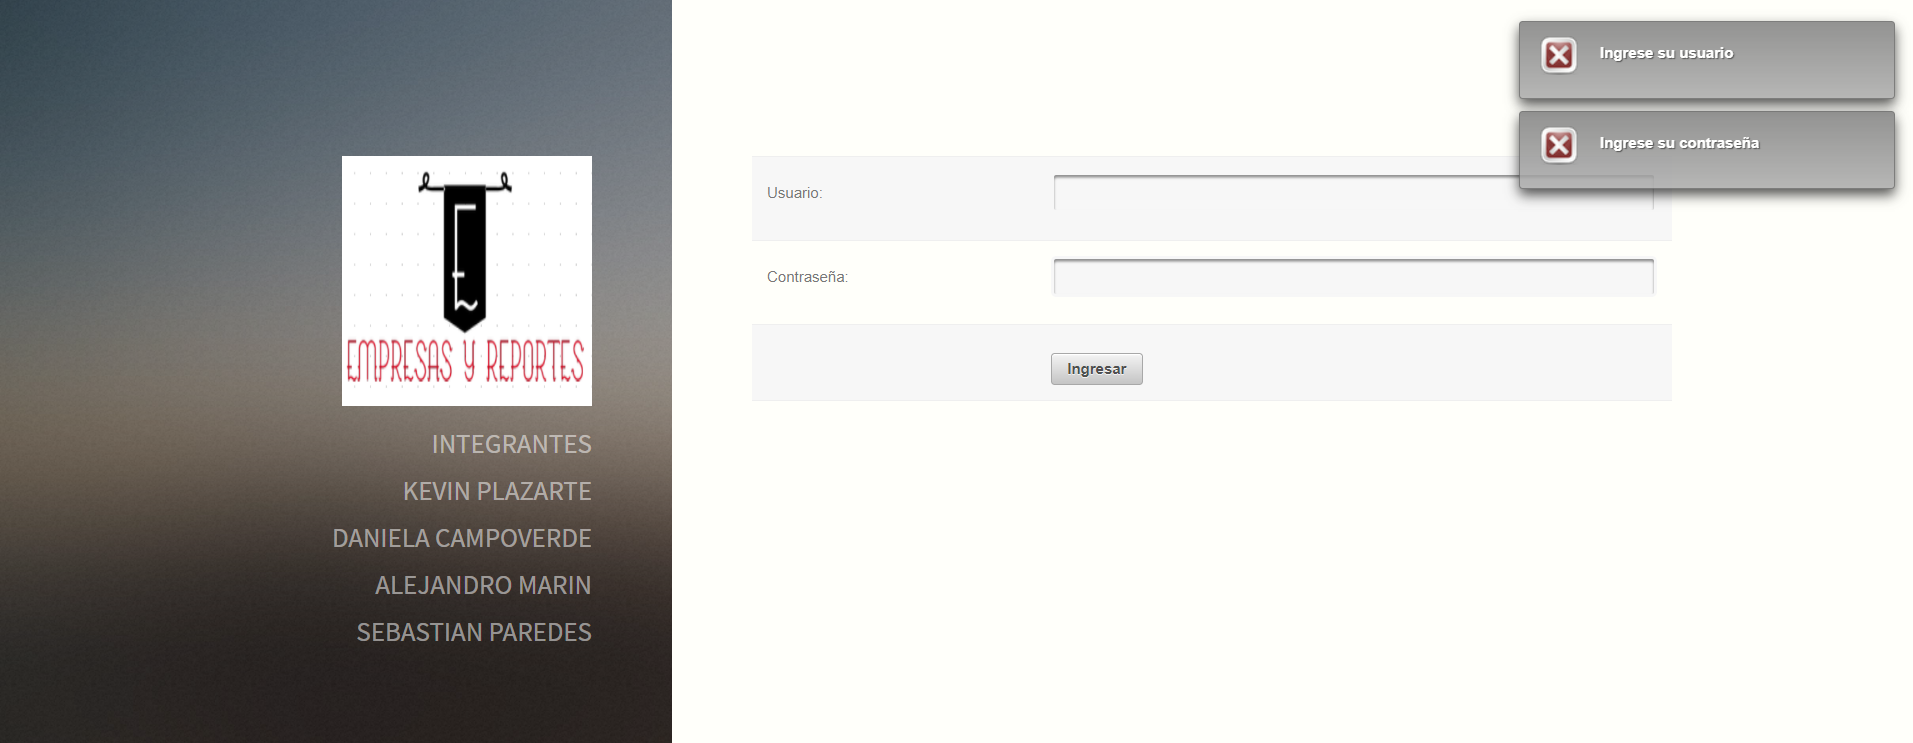 E
EMPRESAS Y REPORTES
INTEGRANTES
KEVIN PLAZARTE
DANIELA CAMPOVERDE
ALEJANDRO MARIN
SEBASTIAN PAREDES
Usuario:
Contraseña:
Ingresar
Ingrese su usuario
Ingrese su contraseña